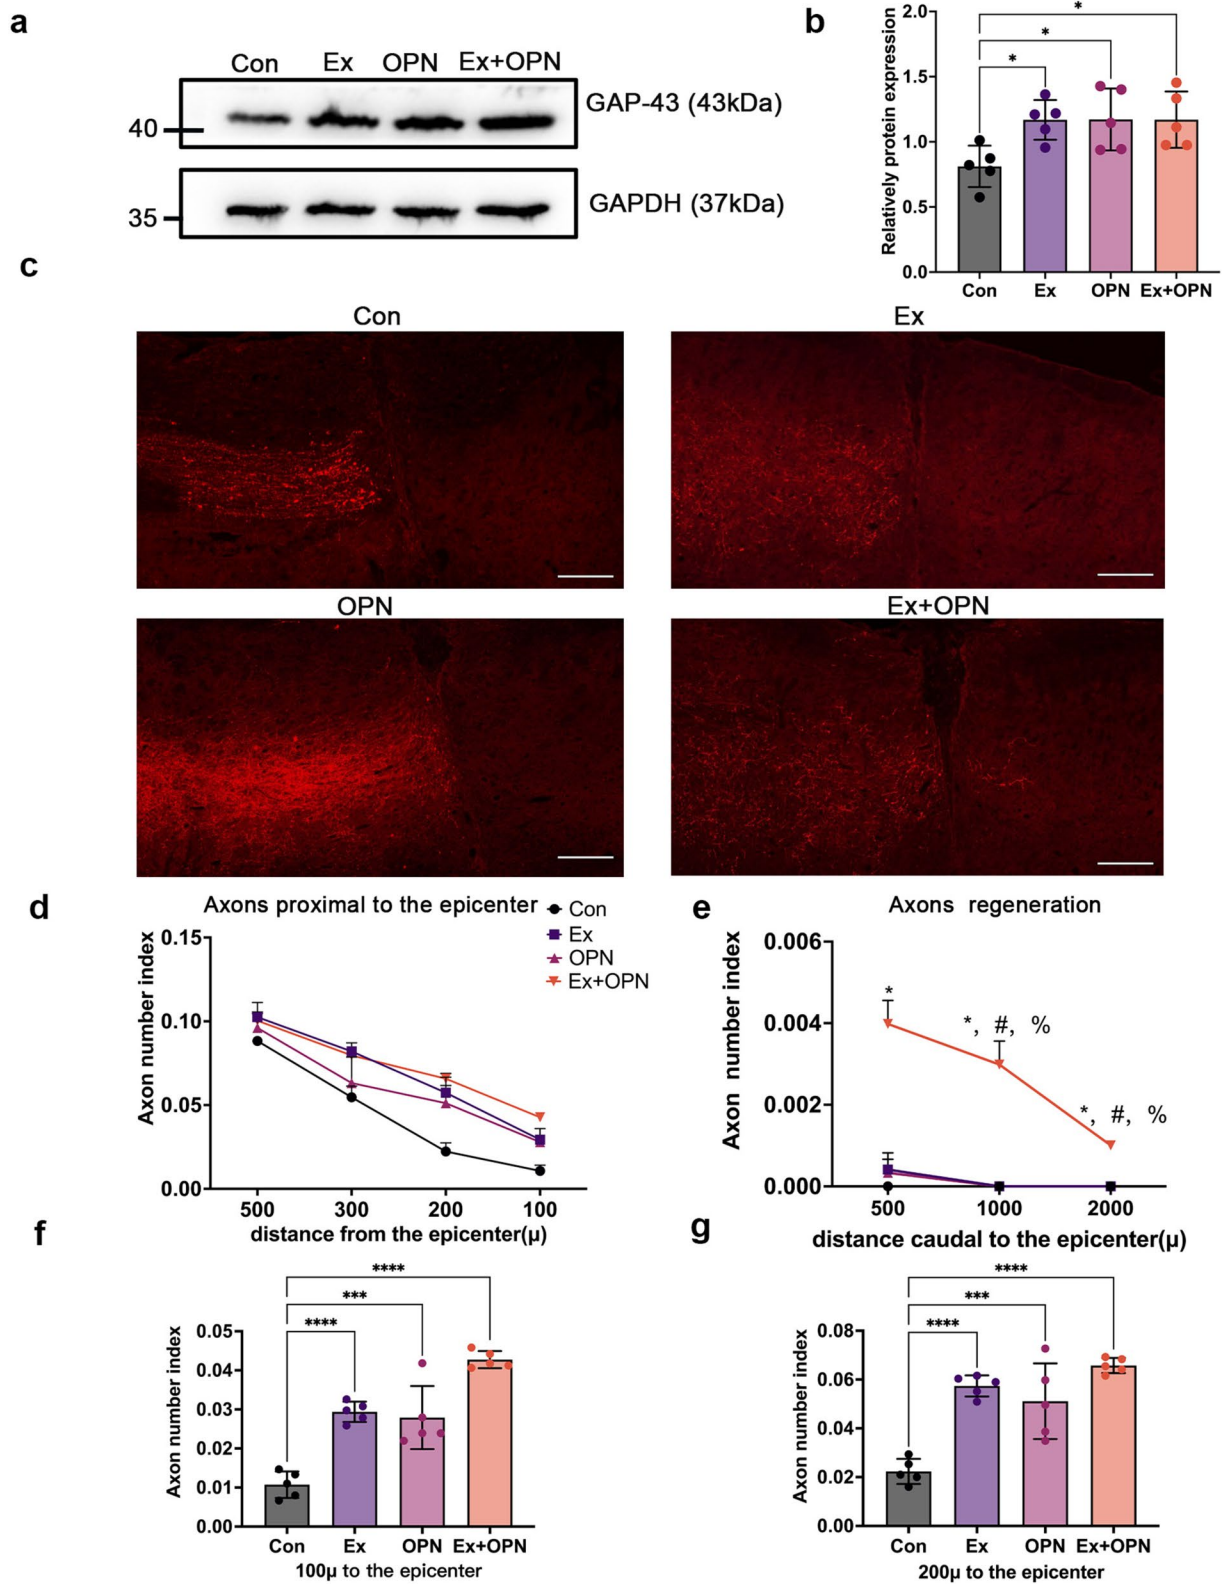 a
Con Ex OPN Ex+OPN
GAP-43 (43kDa)
40
GAPDH (37kDa)
35
b
Relatively protein expression
2.0
1.5
1.0
0.5
0.0
* * *
Con Ex OPN Ex+OPN
c
Con
Ex
OPN
Ex+OPN
d
Axons proximal to the epicenter
Con
Ex
OPN
Ex+OPN
Axon number index
0.15
0.10
0.05
0.00
500 300 200 100
distance from the epicenter(μ)
e
Axons regeneration
Axon number index
0.006
0.004
0.002
0.000
*
*, #, %
*, #, %
500 1000 2000
distance caudal to the epicenter(μ)
f
****
***
****
Axon number index
0.05
0.04
0.03
0.02
0.01
0.00
Con Ex OPN Ex+OPN
100μ to the epicenter
g
****
***
****
Axon number index
0.08
0.06
0.04
0.02
0.00
Con Ex OPN Ex+OPN
200μ to the epicenter